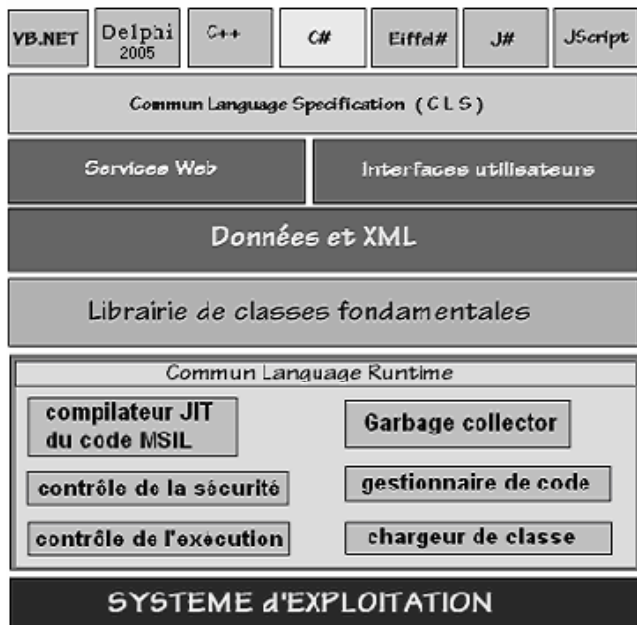 VB.NET
Delphi
2005
C++
C#
Eiffel#
J#
JScript
Commun Language Specification ( C L S )
Services Web
Interfaces utilisateurs
Données et XML
Librairie de classes fondamentales
Commun Language Runtime
compilateur JIT
du code MSIL
Garbage collector
contrôle de la sécurité
gestionnaire de code
contrôle de l'exécution
chargeur de classe
SYSTEME d'EXPLOITATION